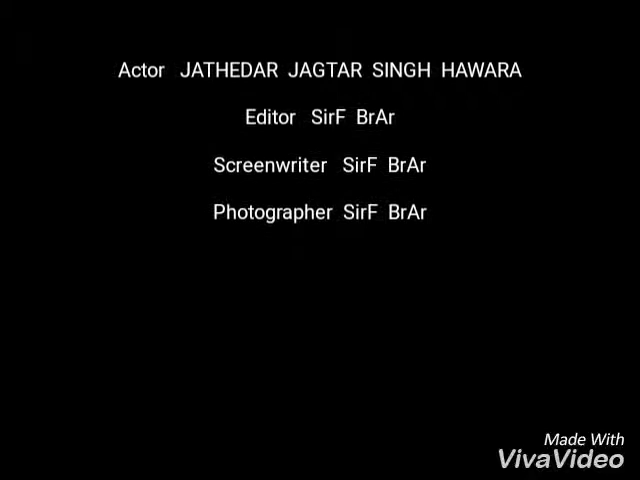 Actor JATHEDAR JAGTAR SINGH HAWARA
Editor SirF BrAr
Screenwriter SirF BrAr
Photographer SirF BrAr
Made With
VivaVideo